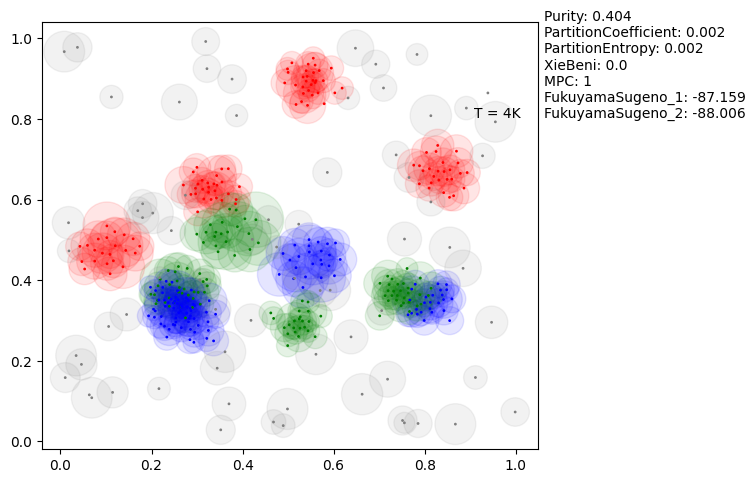 Purity: 0.404
PartitionCoefficient: 0.002
PartitionEntropy: 0.002
XieBeni: 0.0
MPC: 1
FukuyamaSugeno_1: -87.159
FukuyamaSugeno_2: -88.006
T = 4K
1.0
0.8
0.6
0.4
0.2
0.0
0.0 0.2 0.4 0.6 0.8 1.0